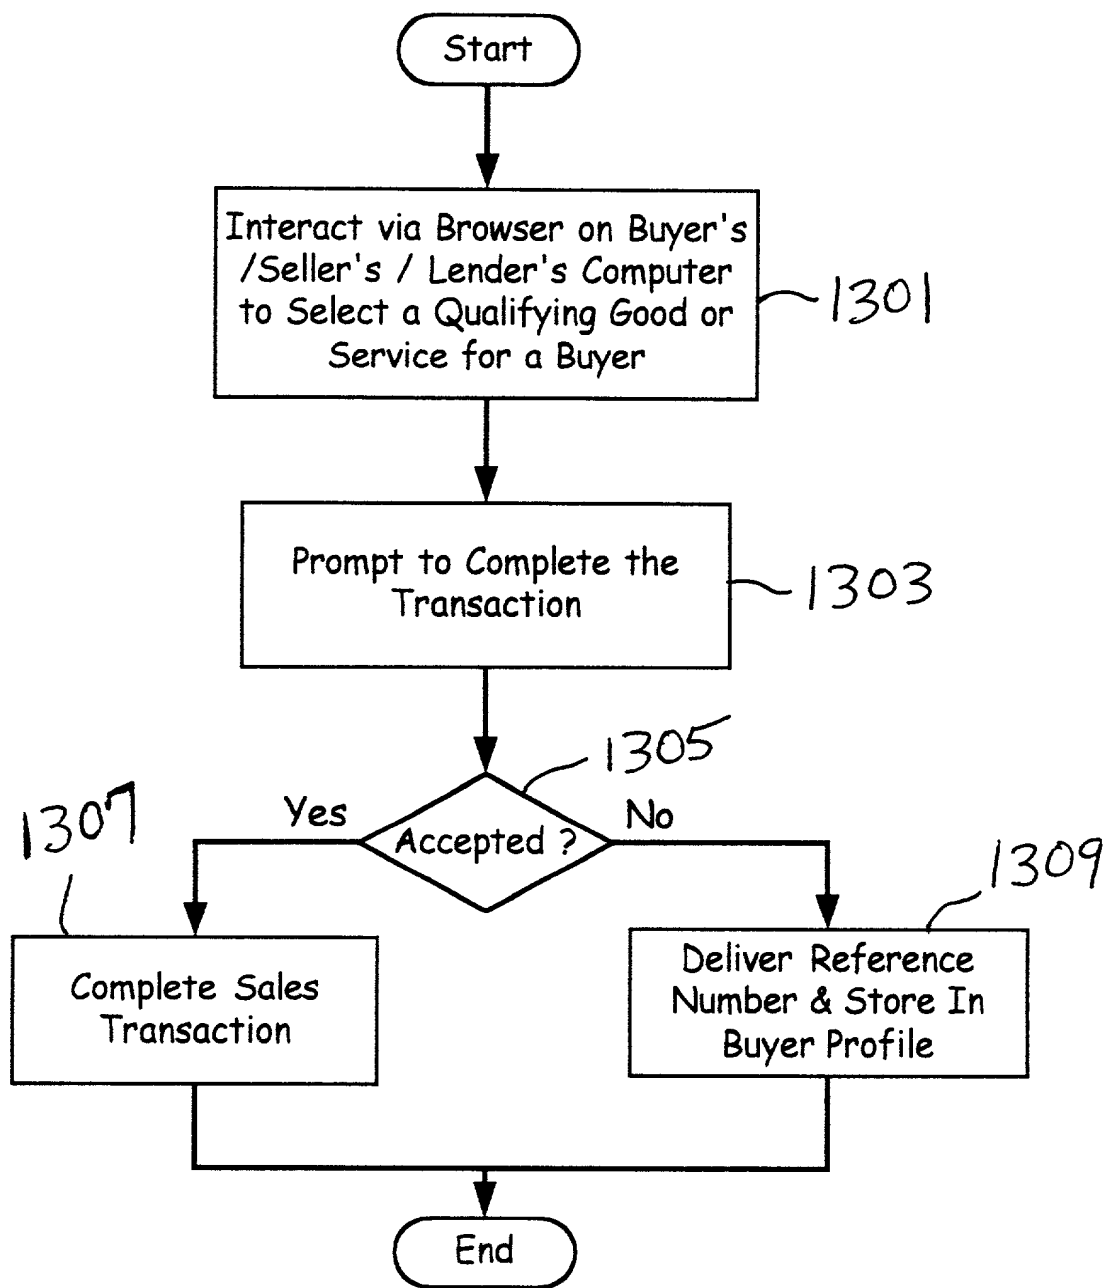 Start
Interact via Browser on Buyer's
/Seller's / Lender's Computer
to Select a Qualifying Good or
Service for a Buyer
1301
Prompt to Complete the
Transaction
1303
1305
Yes
Accepted ?
No
1307
1309
Complete Sales
Transaction
Deliver Reference
Number & Store In
Buyer Profile
End